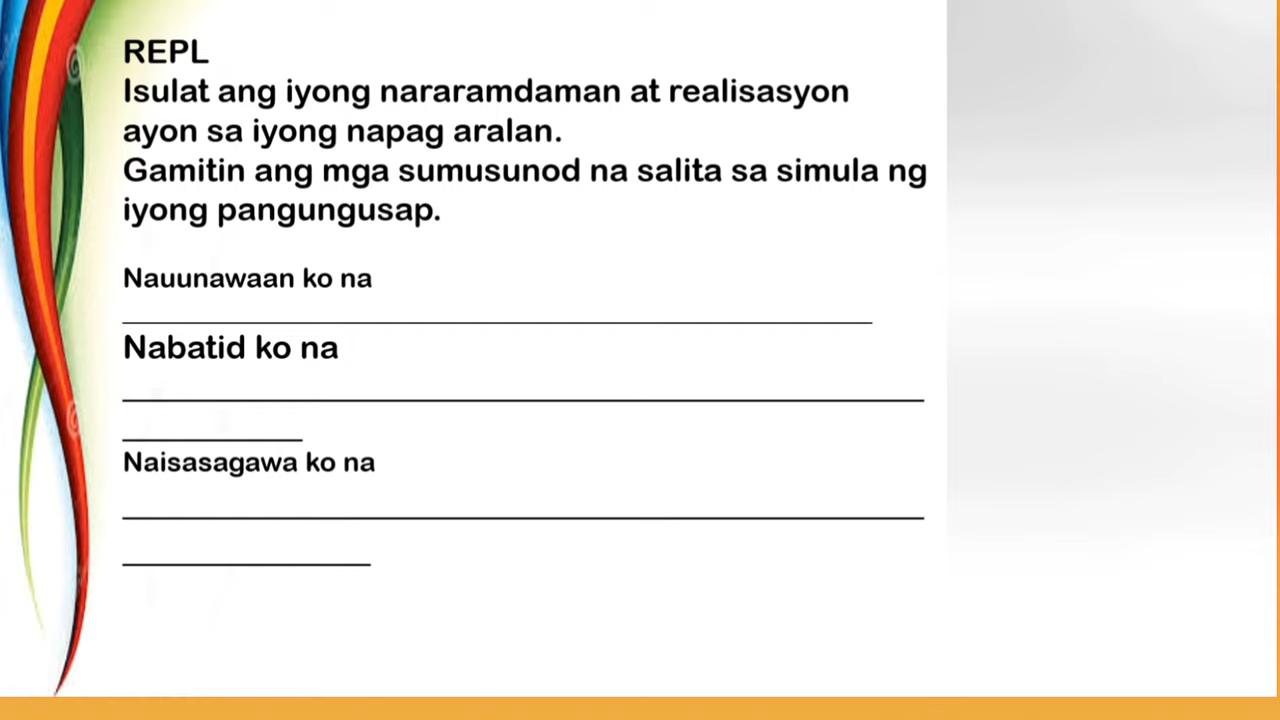 REPL
Isulat ang iyong nararamdaman at realisasyon
ayon sa iyong napag aralan.
Gamitin ang mga sumusunod na salita sa simula ng
iyong pangungusap.
Nauunawaan ko na
Nabatid ko na
Naisasagawa ko na